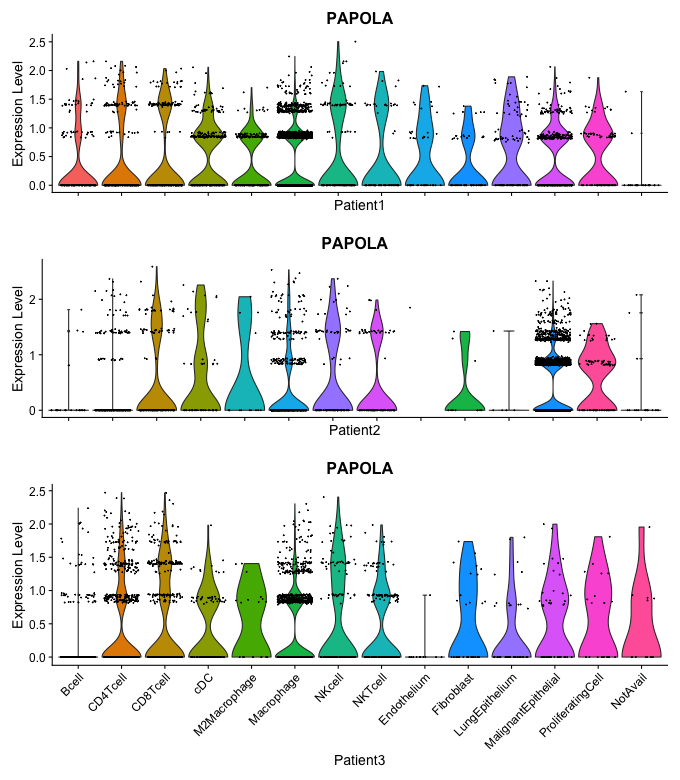 PAPOLA
Expression Level
2.5
2.0
1.5
1.0
0.5
0.0
Patient1
PAPOLA
Expression Level
2
1
0
Patient2
PAPOLA
Expression Level
2.5
2.0
1.5
1.0
0.5
0.0
Bcell
CD4Tcell
CD8Tcell
cDC
M2Macrophage
Macrophage
NKcell
NKTcell
Endothelium
Fibroblast
LungEpithelium
MalignantEpithelial
ProliferatingCell
NotAvail
Patient3